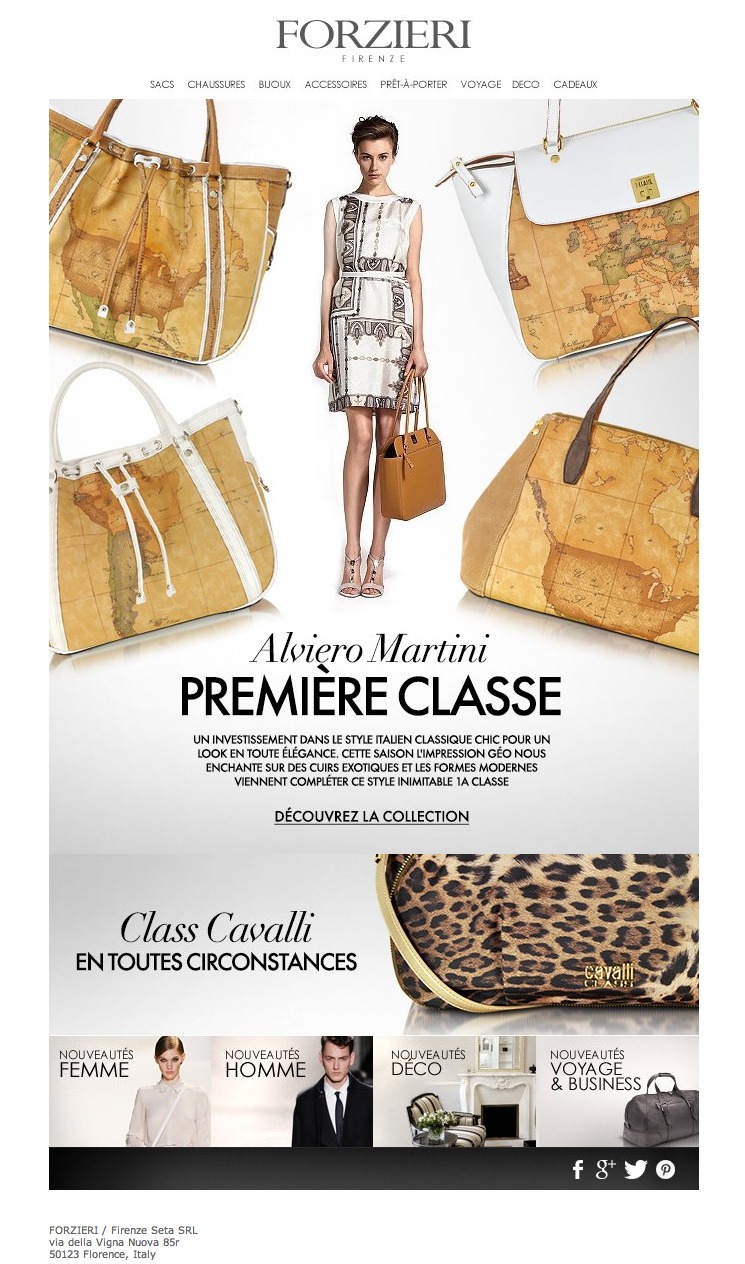 FORZIERI
FIRENZE
SACS CHAUSSURES BIJOUX ACCESSOIRES PRÊT-À-PORTER VOYAGE DECO CADEAUX
Alviero Martini
PREMIÈRE CLASSE
UN INVESTISSEMENT DANS LE STYLE ITALIEN CLASSIQUE CHIC POUR UN
LOOK EN TOUTE ÉLÉGANCE. CETTE SAISON L'IMPRESSION GÉO NOUS
ENCHANTE SUR DES CUIRS EXOTIQUES ET LES FORMES MODERNES
VIENNENT COMPLÉTER CE STYLE INIMITABLE 1A CLASSE
DÉCOUVREZ LA COLLECTION
Class Cavalli
EN TOUTES CIRCONSTANCES
cavalli
CLASS
NOUVEAUTÉS
FEMME
NOUVEAUTÉS
HOMME
NOUVEAUTÉS
DÉCO
NOUVEAUTÉS
VOYAGE
& BUSINESS
FORZIERI / Firenze Seta SRL
via della Vigna Nuova 85r
50123 Florence, Italy